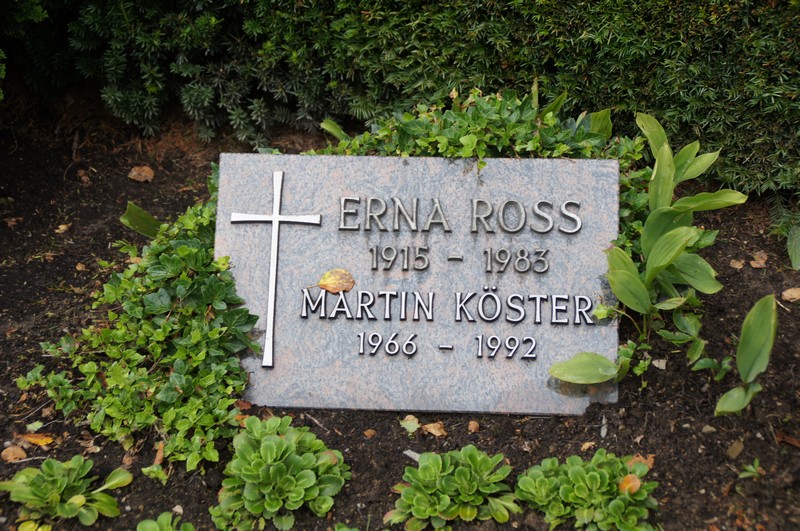 ERNA ROSS
1915 - 1983
MARTIN KÖSTER
1966 - 1992